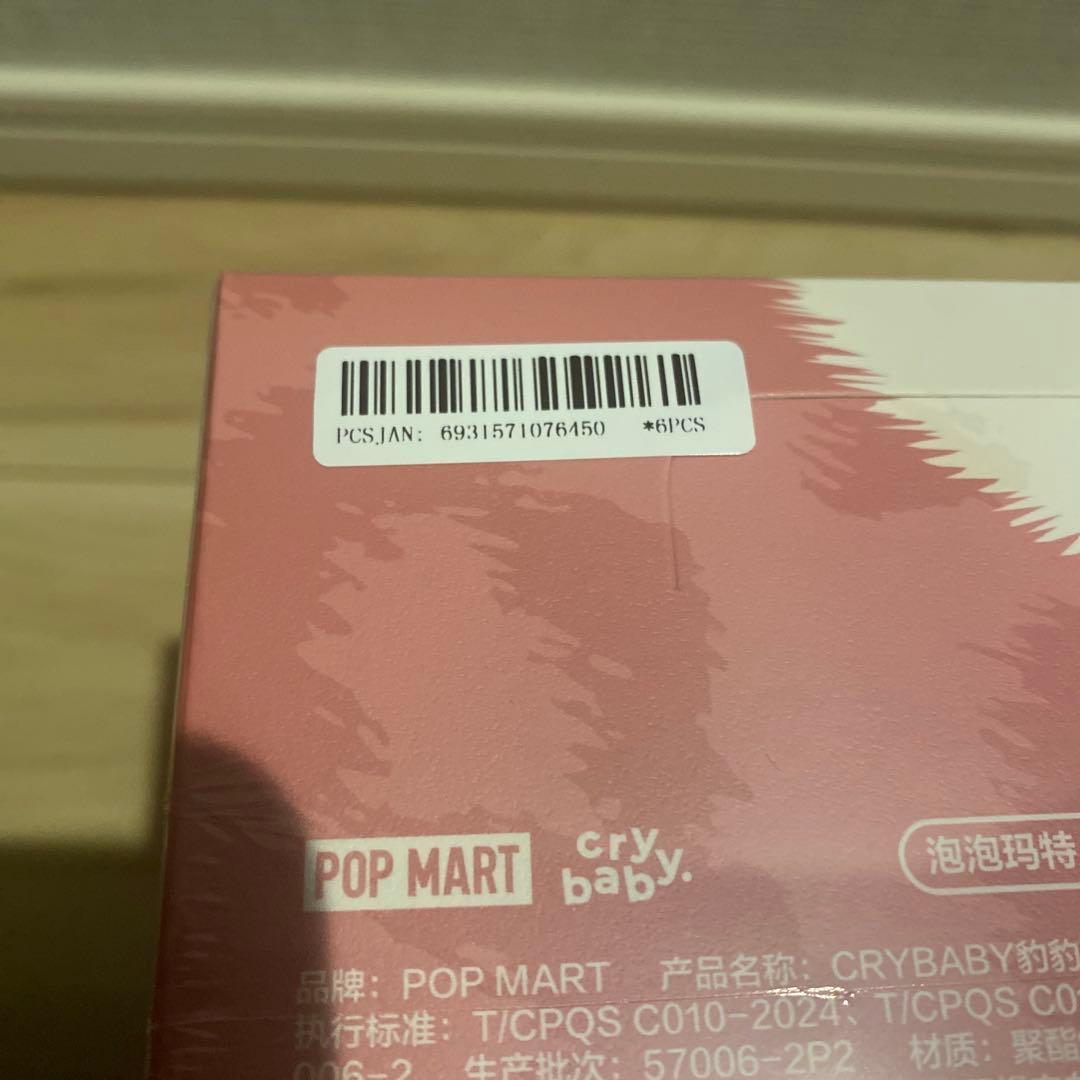 PCSJAN: 6931571076450 *6PCS
POP MART
cry
baby.
泡泡玛特
品牌：POP MART 产品名称：CRYBABY豹豹
执行标准：T/CPQS C010-2024、T/CPQS C0
006-2 生产批次：57006-2P2 材质：聚酯